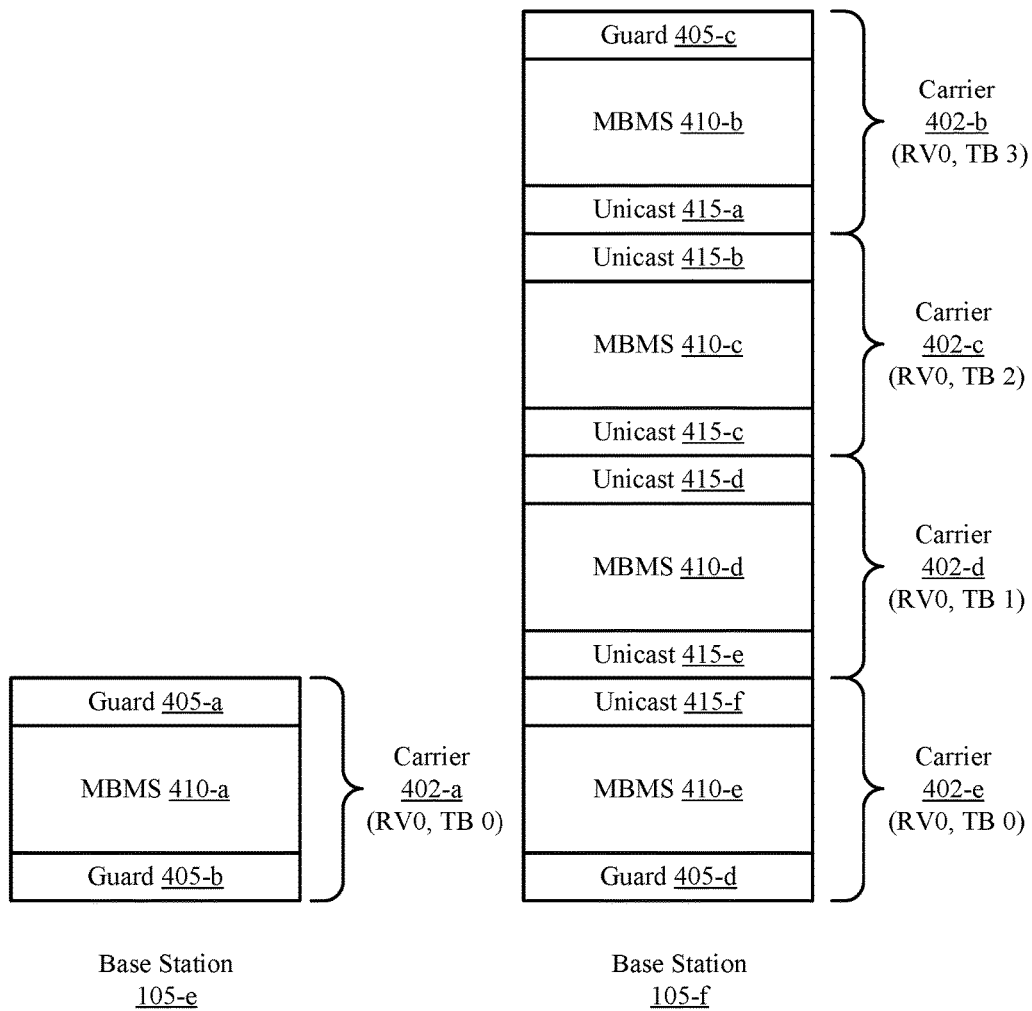 Guard 405-c
MBMS 410-b
Unicast 415-a
Carrier
402-b
(RV0, TB 3)
Unicast 415-b
MBMS 410-c
Unicast 415-c
Carrier
402-c
(RV0, TB 2)
Unicast 415-d
MBMS 410-d
Unicast 415-e
Carrier
402-d
(RV0, TB 1)
Guard 405-a
MBMS 410-a
Guard 405-b
Carrier
402-a
(RV0, TB 0)
Unicast 415-f
MBMS 410-e
Guard 405-d
Carrier
402-e
(RV0, TB 0)
Base Station
105-e
Base Station
105-f